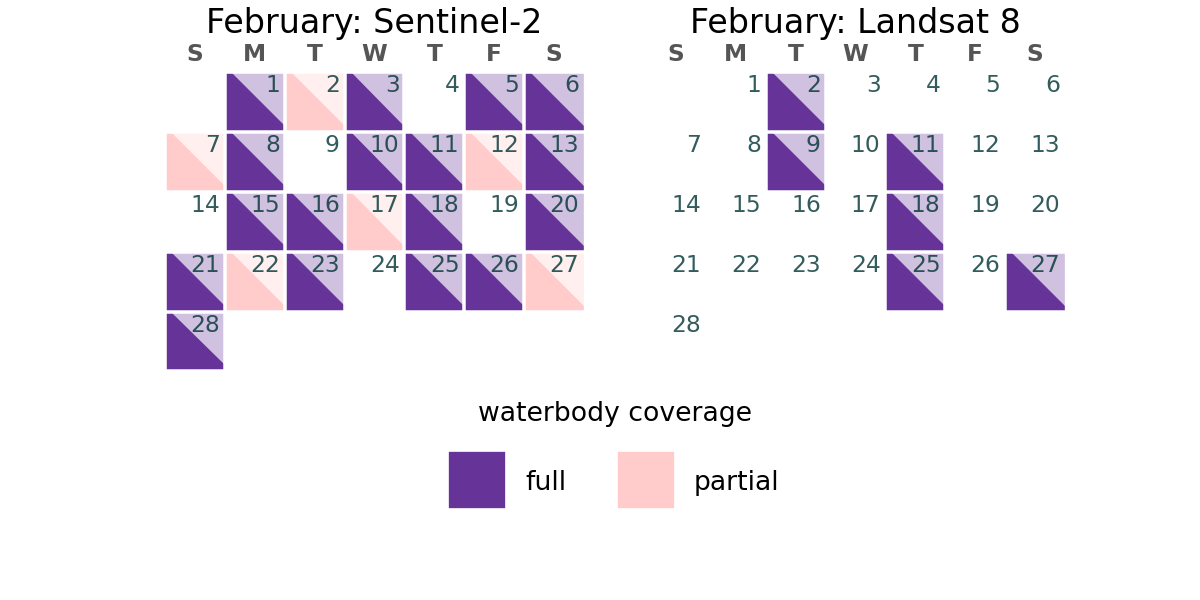 February: Sentinel-2
S M T W T F S
1 2 3 4 5 6
7 8 9 10 11 12 13
14 15 16 17 18 19 20
21 22 23 24 25 26 27
28
February: Landsat 8
S M T W T F S
1 2 3 4 5 6
7 8 9 10 11 12 13
14 15 16 17 18 19 20
21 22 23 24 25 26 27
28
waterbody coverage
full partial